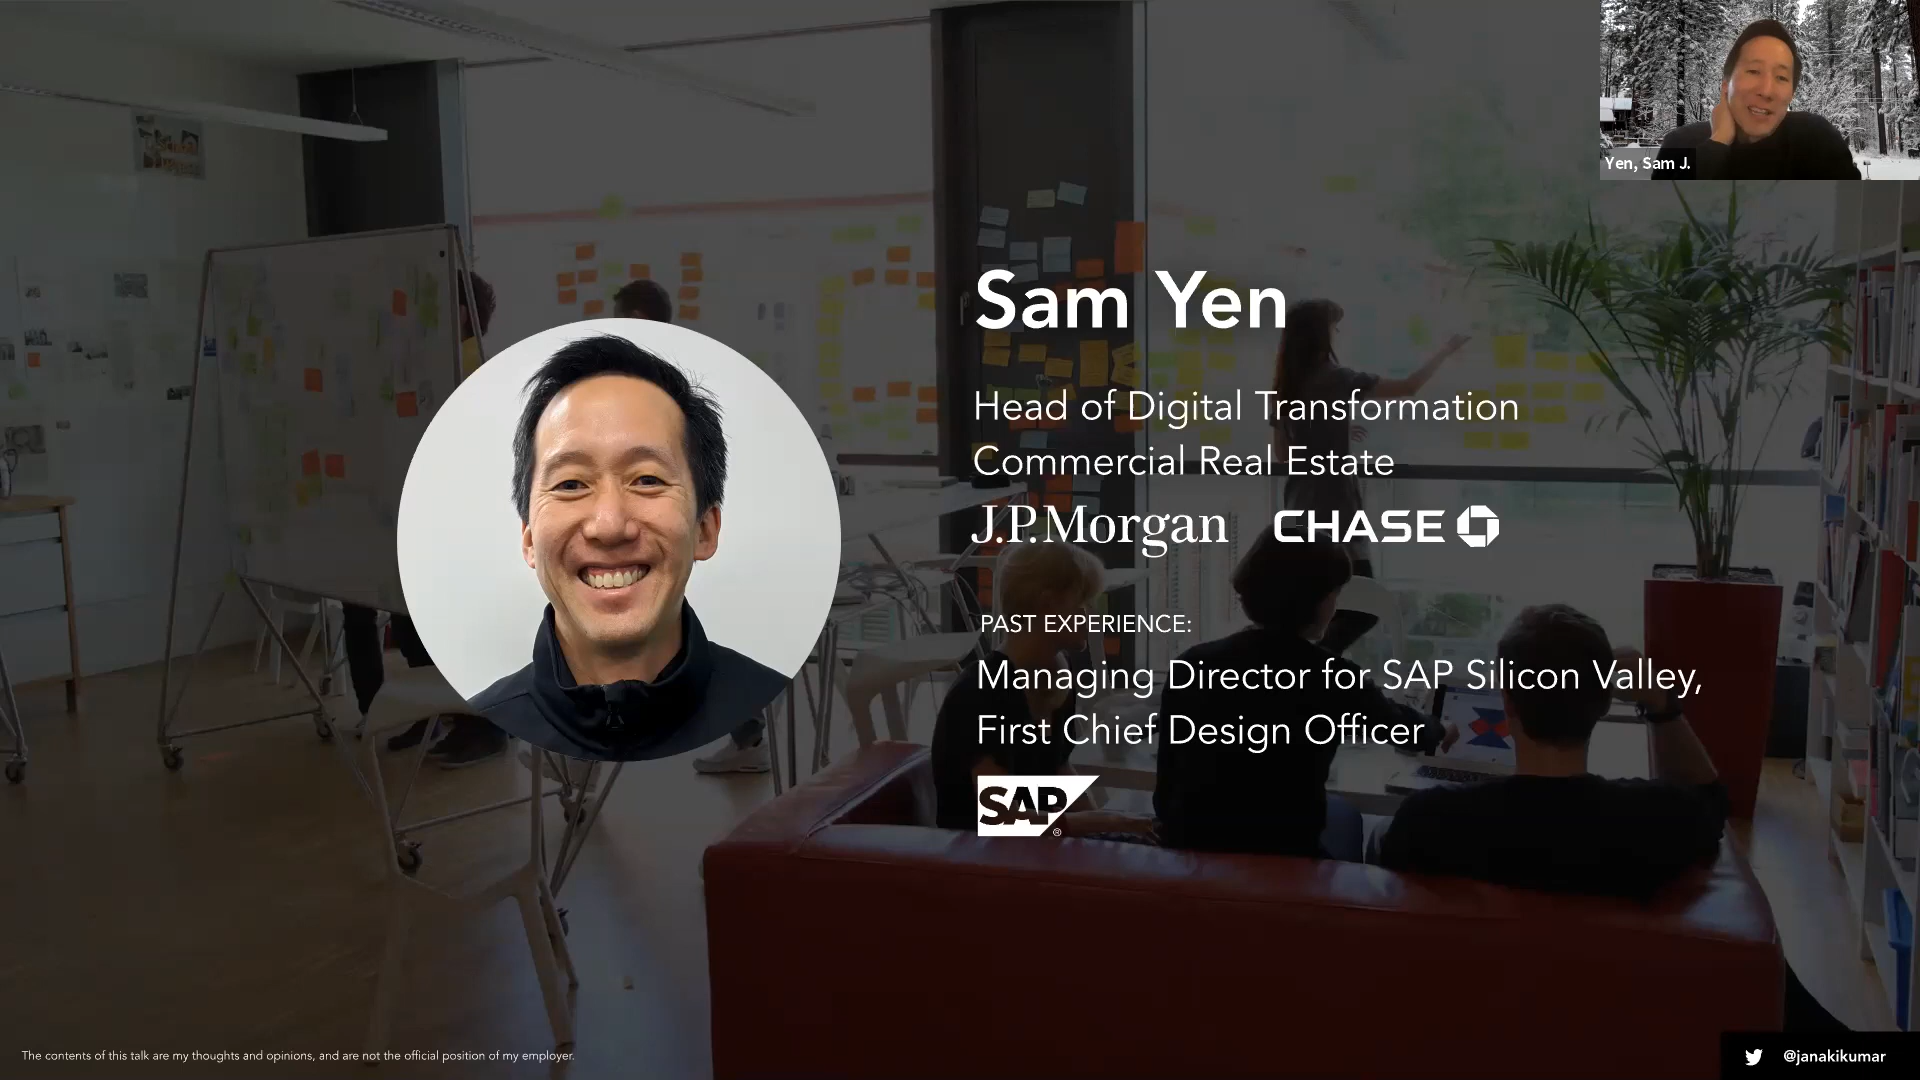 Yen, Sam J.
Sam Yen
Head of Digital Transformation
Commercial Real Estate
J.P.Morgan CHASE
PAST EXPERIENCE:
Managing Director for SAP Silicon Valley,
First Chief Design Officer
SAP®
The contents of this talk are my thoughts and opinions, and are not the official position of my employer.
@janakikumar